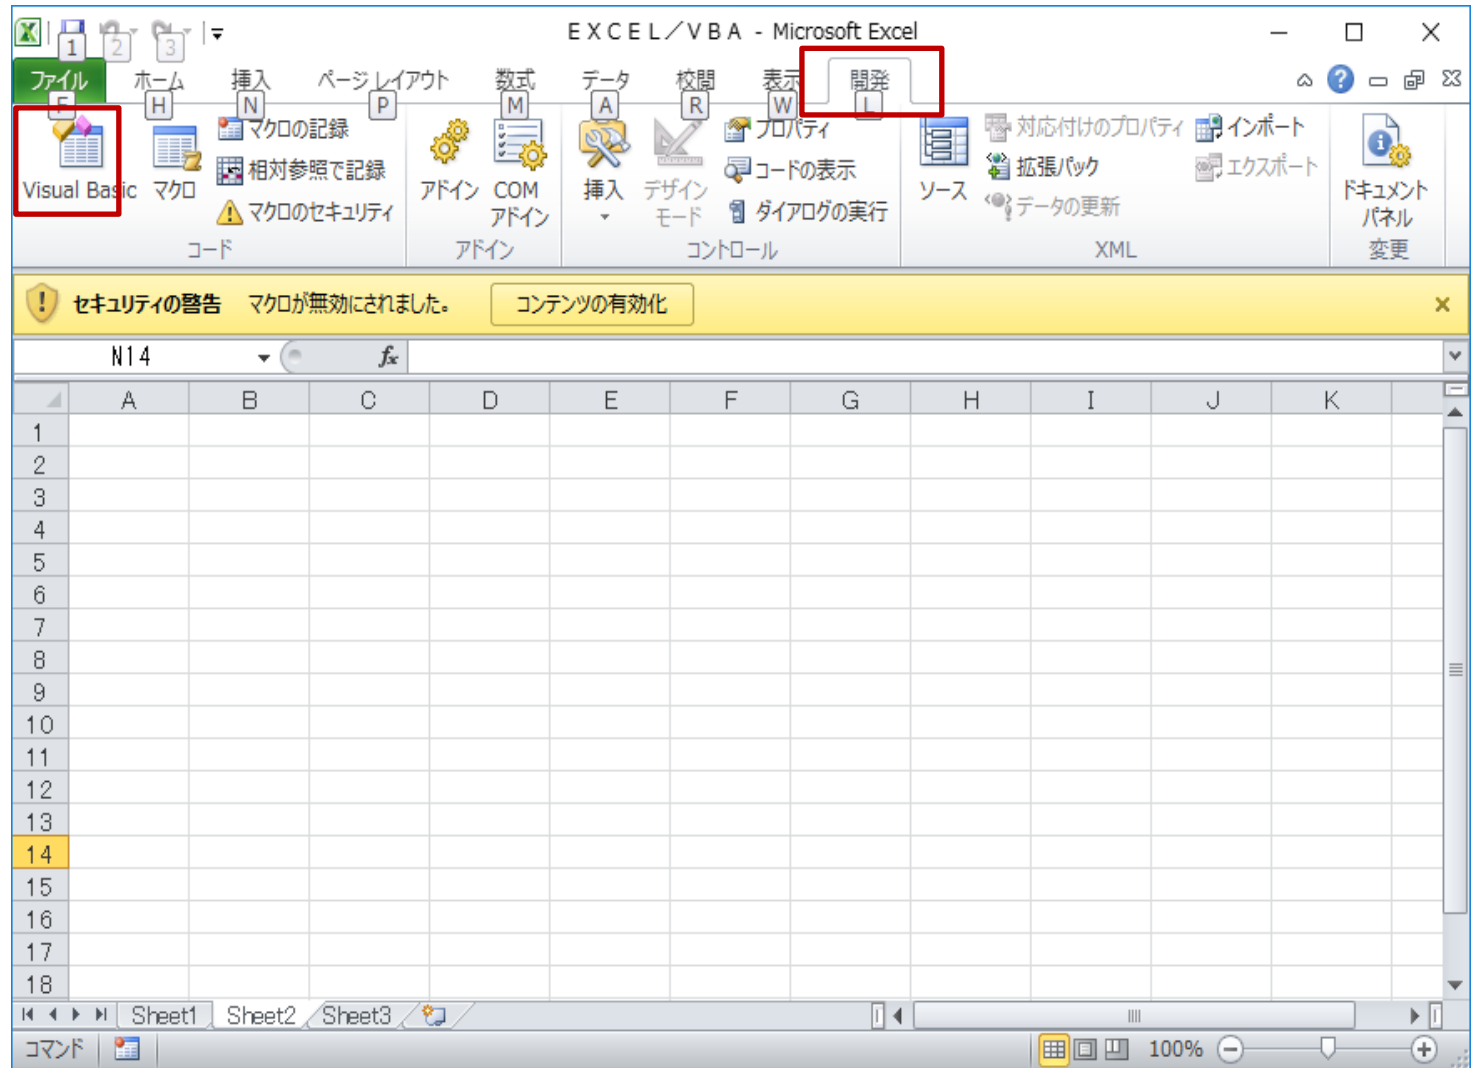 1 2 3
ＥＸＣＥＬ／ＶＢＡ - Microsoft Excel
ファイル ホーム 挿入 ページ レイアウト 数式 データ 校閲 表示 開発
F H N P M A R W L
Visual Basic
マクロ
マクロの記録
相対参照で記録
マクロのセキュリティ
コード
アドイン
COM
アドイン
アドイン
挿入
デザイン
モード
プロパティ
コードの表示
ダイアログの実行
コントロール
ソース
対応付けのプロパティ
拡張パック
データの更新
インポート
エクスポート
XML
ドキュメント
パネル
変更
セキュリティの警告 マクロが無効にされました。 コンテンツの有効化
N14 fx
A B C D E F G H I J K
1
2
3
4
5
6
7
8
9
10
11
12
13
14
15
16
17
18
Sheet1 Sheet2 Sheet3
コマンド 100%